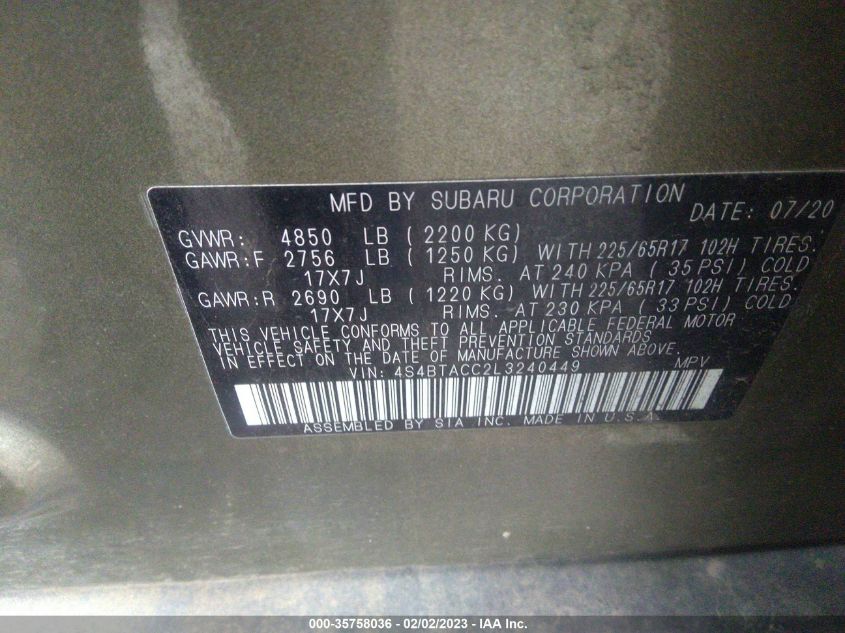 MFD BY SUBARU CORPORATION
DATE: 07/20
GVWR: 4850 LB ( 2200 KG)
GAWR:F 2756 LB ( 1250 KG) WITH 225/65R17 102H TIRES.
17X7J RIMS. AT 240 KPA ( 35 PSI) COLD
GAWR:R 2690 LB ( 1220 KG) WITH 225/65R17 102H TIRES.
17X7J RIMS. AT 230 KPA ( 33 PSI) COLD
THIS VEHICLE CONFORMS TO ALL APPLICABLE FEDERAL MOTOR
VEHICLE SAFETY AND THEFT PREVENTION STANDARDS
IN EFFECT ON THE DATE OF MANUFACTURE SHOWN ABOVE.
VIN: 4S4BTACC2L3240449 MPV
ASSEMBLED BY SIA INC. MADE IN U.S.A.
000-35758036 - 02/02/2023 - IAA Inc.